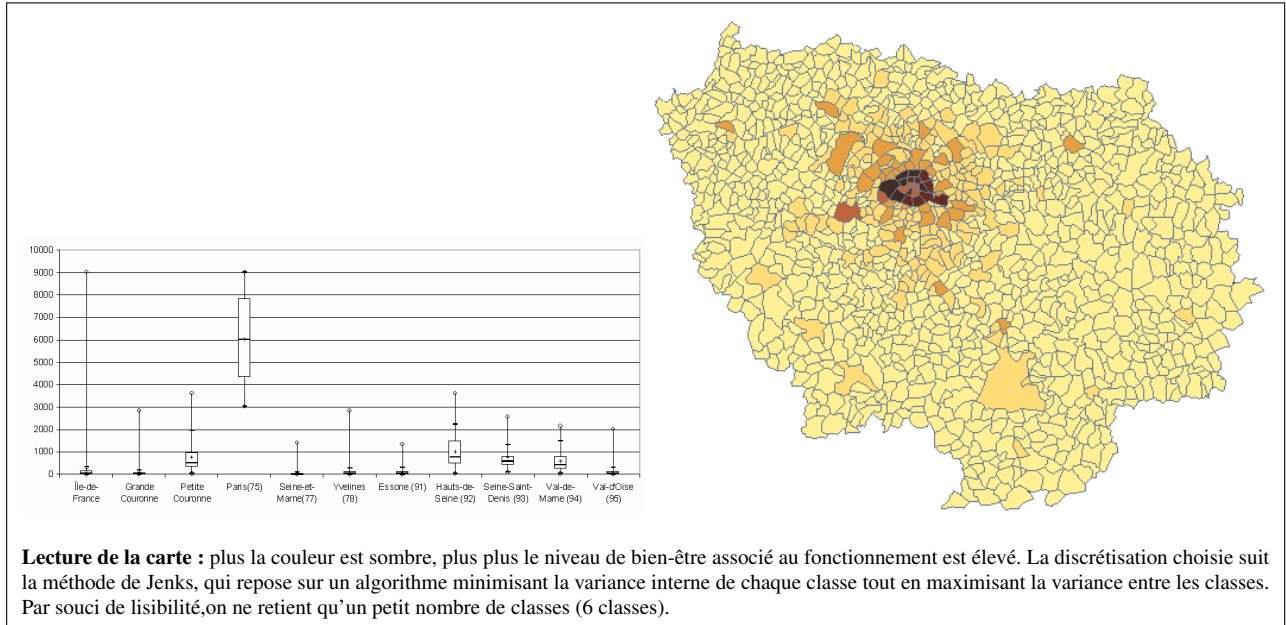 10000
9000
8000
7000
6000
5000
4000
3000
2000
1000
0
Île-de-France
Grande Couronne
Petite Couronne
Paris(75)
Seine-et-Marne(77)
Yvelines (78)
Essone (91)
Hauts-de-Seine (92)
Seine-Saint-Denis (93)
Val-de-Marne (94)
Val-d'Oise (95)
Lecture de la carte : plus la couleur est sombre, plus plus le niveau de bien-être associé au fonctionnement est élevé. La discrétisation choisie suit
la méthode de Jenks, qui repose sur un algorithme minimisant la variance interne de chaque classe tout en maximisant la variance entre les classes.
Par souci de lisibilité,on ne retient qu'un petit nombre de classes (6 classes).